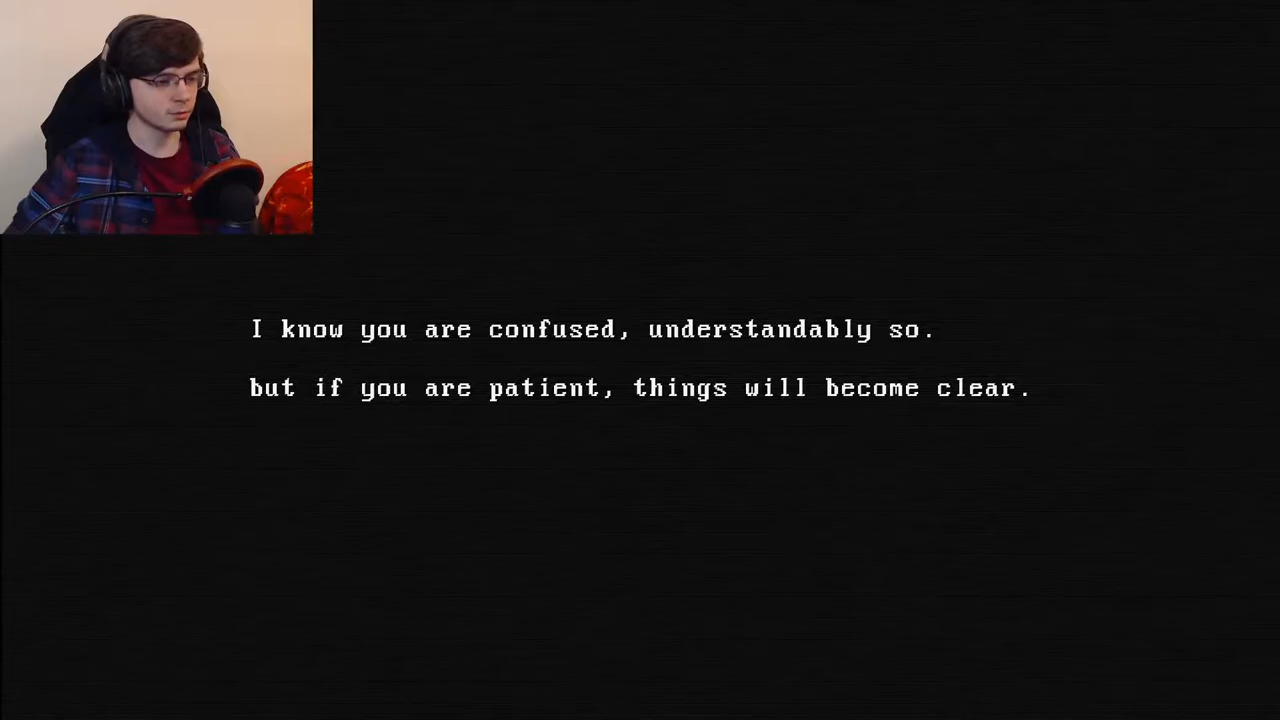 I know you are confused, understandably so.
but if you are patient, things will become clear.